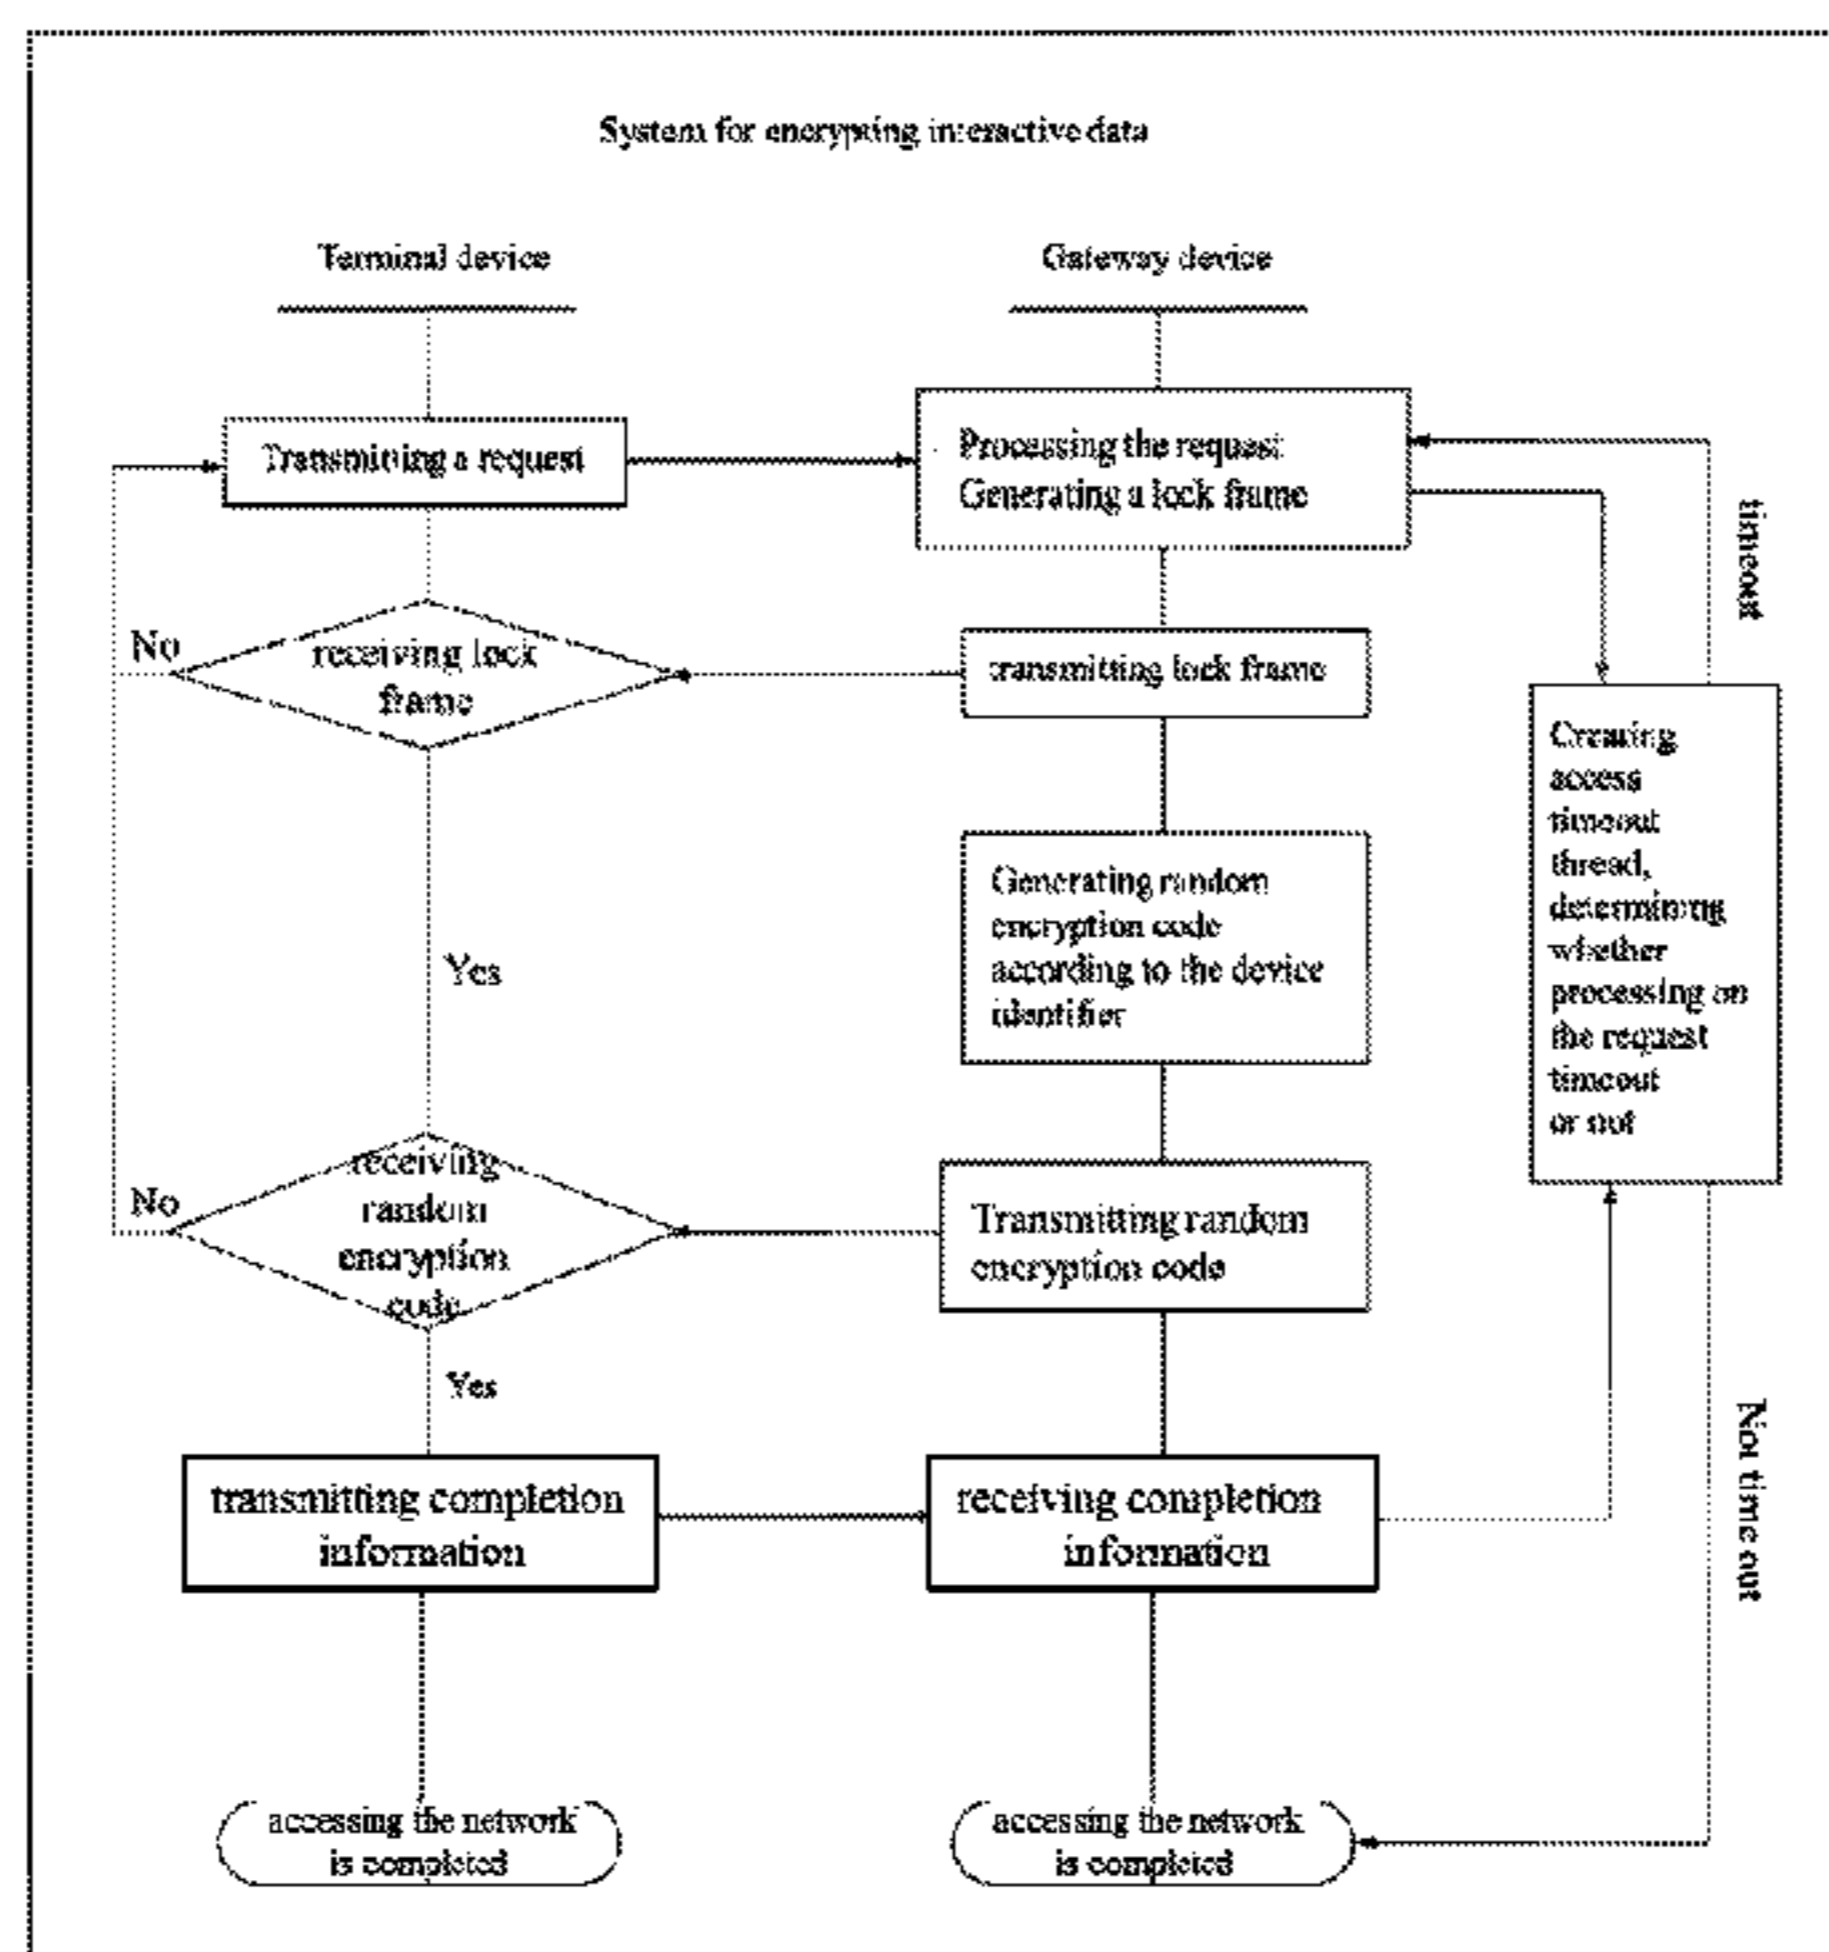 System for encrypting interactive data
Terminal device
Gateway device
Transmitting a request
Processing the request
Generating a lock frame
timeout
No
receiving lock
frame
transmitting lock frame
Creating
access
timeout
thread,
determining
whether
processing on
the request
timeout
or not
Generating random
encryption code
according to the device
identifier
Yes
No
receiving
random
encryption
code
Transmitting random
encryption code
Yes
Not time out
transmitting completion
information
receiving completion
information
accessing the network
is completed
accessing the network
is completed